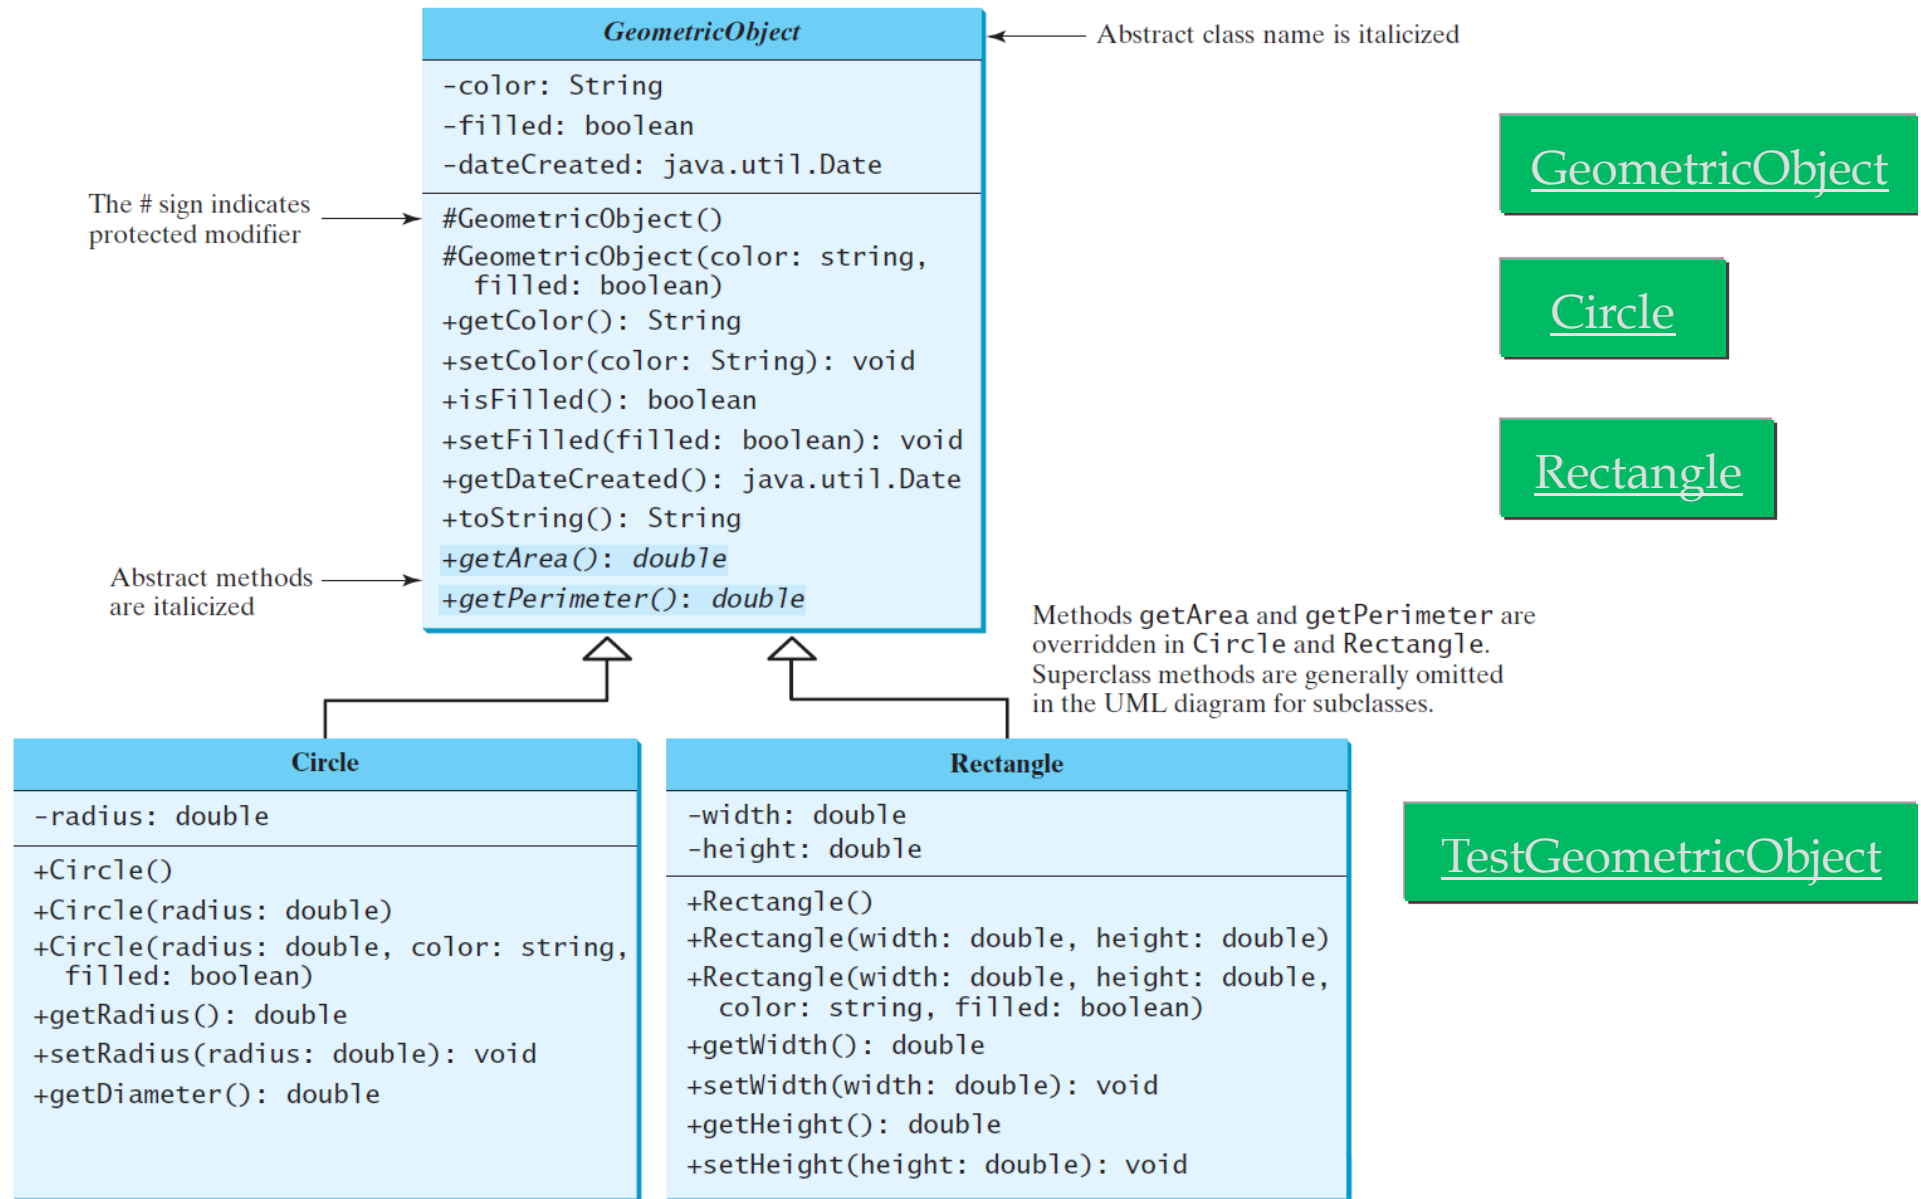 GeometricObject
Abstract class name is italicized
-color: String
-filled: boolean
-dateCreated: java.util.Date
The # sign indicates
protected modifier
#GeometricObject()
#GeometricObject(color: string,
filled: boolean)
+getColor(): String
+setColor(color: String): void
+isFilled(): boolean
+setFilled(filled: boolean): void
+getDateCreated(): java.util.Date
+toString(): String
+getArea(): double
+getPerimeter(): double
Abstract methods
are italicized
Methods getArea and getPerimeter are
overridden in Circle and Rectangle.
Superclass methods are generally omitted
in the UML diagram for subclasses.
Circle
-radius: double
+Circle()
+Circle(radius: double)
+Circle(radius: double, color: string,
filled: boolean)
+getRadius(): double
+setRadius(radius: double): void
+getDiameter(): double
Rectangle
-width: double
-height: double
+Rectangle()
+Rectangle(width: double, height: double)
+Rectangle(width: double, height: double,
color: string, filled: boolean)
+getWidth(): double
+setWidth(width: double): void
+getHeight(): double
+setHeight(height: double): void
GeometricObject
Circle
Rectangle
TestGeometricObject